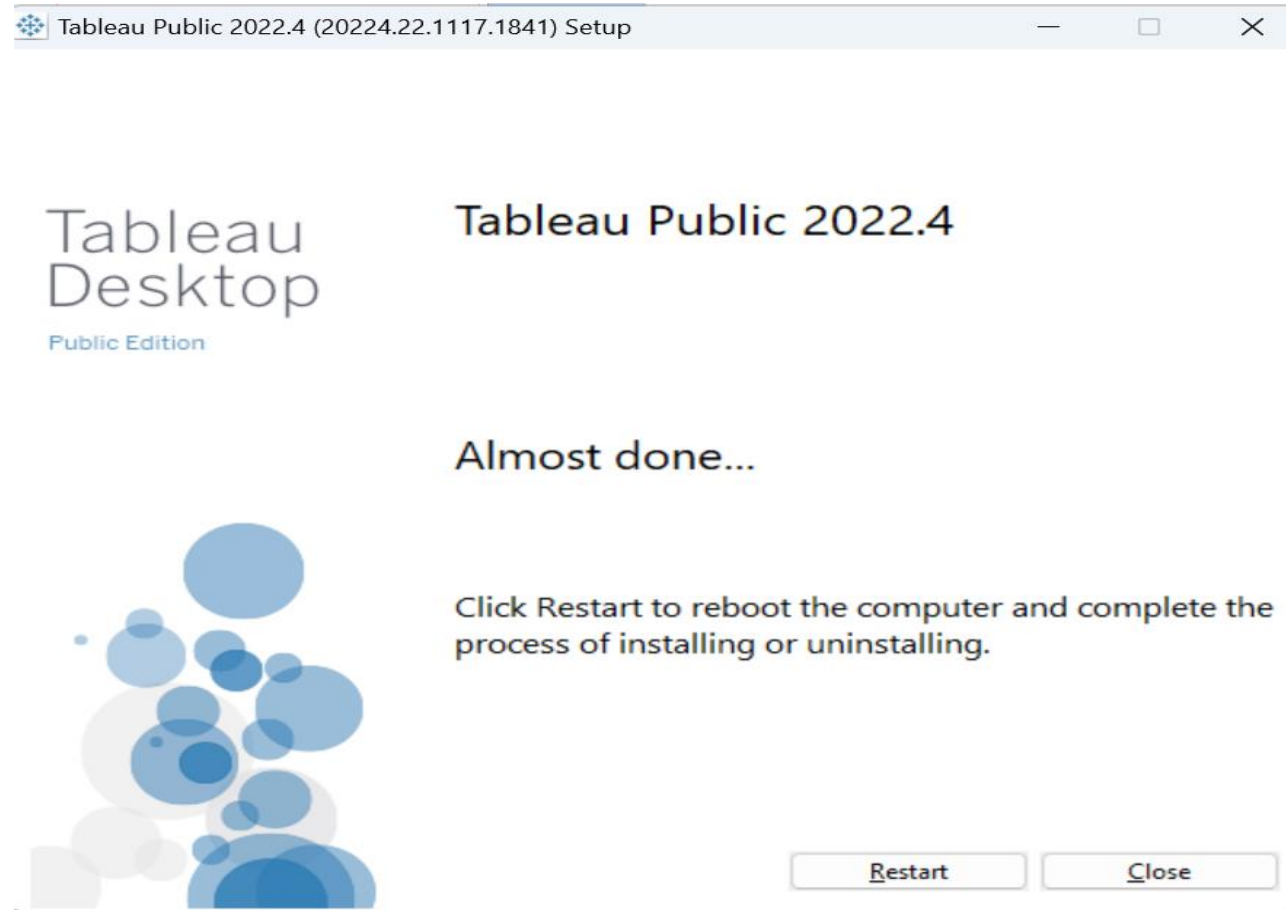 Tableau Public 2022.4 (20224.22.1117.1841) Setup
Tableau
Desktop
Public Edition
Tableau Public 2022.4
Almost done...
Click Restart to reboot the computer and complete the
process of installing or uninstalling.
Restart
Close